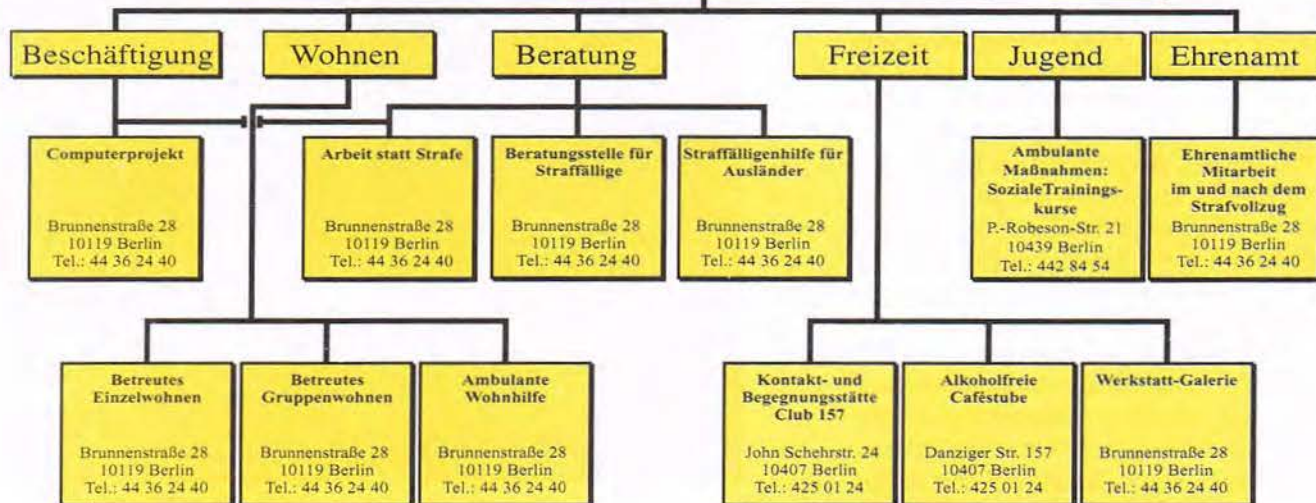 Beschäftigung
Wohnen
Beratung
Freizeit
Jugend
Ehrenamt
Computerprojekt
Brunnenstraße 28
10119 Berlin
Tel.: 44 36 24 40
Arbeit statt Strafe
Brunnenstraße 28
10119 Berlin
Tel.: 44 36 24 40
Beratungsstelle für
Straffällige
Brunnenstraße 28
10119 Berlin
Tel.: 44 36 24 40
Straffälligenhilfe für
Ausländer
Brunnenstraße 28
10119 Berlin
Tel.: 44 36 24 40
Ambulante
Maßnahmen:
SozialeTrainings-
kurse
P.-Robeson-Str. 21
10439 Berlin
Tel.: 442 84 54
Ehrenamtliche
Mitarbeit
im und nach dem
Strafvollzug
Brunnenstraße 28
10119 Berlin
Tel.: 44 36 24 40
Betreutes
Einzelwohnen
Brunnenstraße 28
10119 Berlin
Tel.: 44 36 24 40
Betreutes
Gruppenwohnen
Brunnenstraße 28
10119 Berlin
Tel.: 44 36 24 40
Ambulante
Wohnhilfe
Brunnenstraße 28
10119 Berlin
Tel.: 44 36 24 40
Kontakt- und
Begegnungsstätte
Club 157
John Schehrstr. 24
10407 Berlin
Tel.: 425 01 24
Alkoholfreie
Caféstube
Danziger Str. 157
10407 Berlin
Tel.: 425 01 24
Werkstatt-Galerie
Brunnenstraße 28
10119 Berlin
Tel.: 44 36 24 40